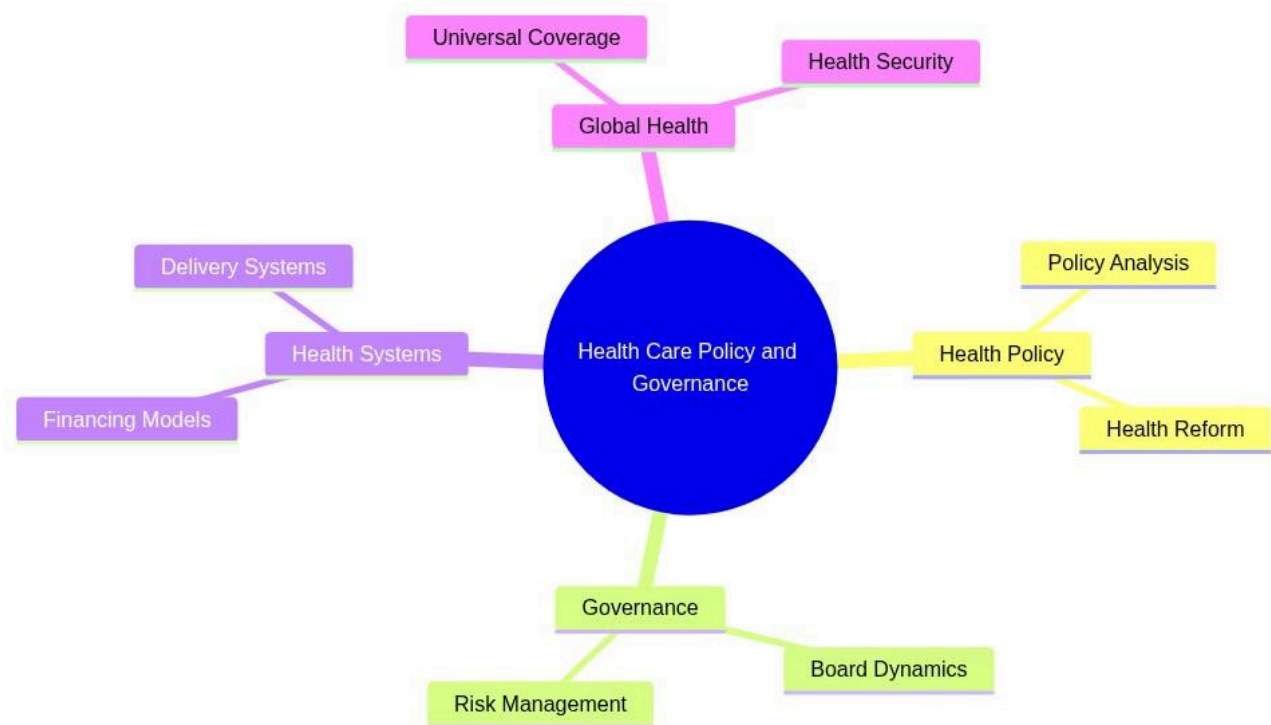 Universal Coverage
Health Security
Global Health
Delivery Systems
Policy Analysis
Health Systems
Health Care Policy and
Governance
Health Policy
Financing Models
Health Reform
Governance
Board Dynamics
Risk Management